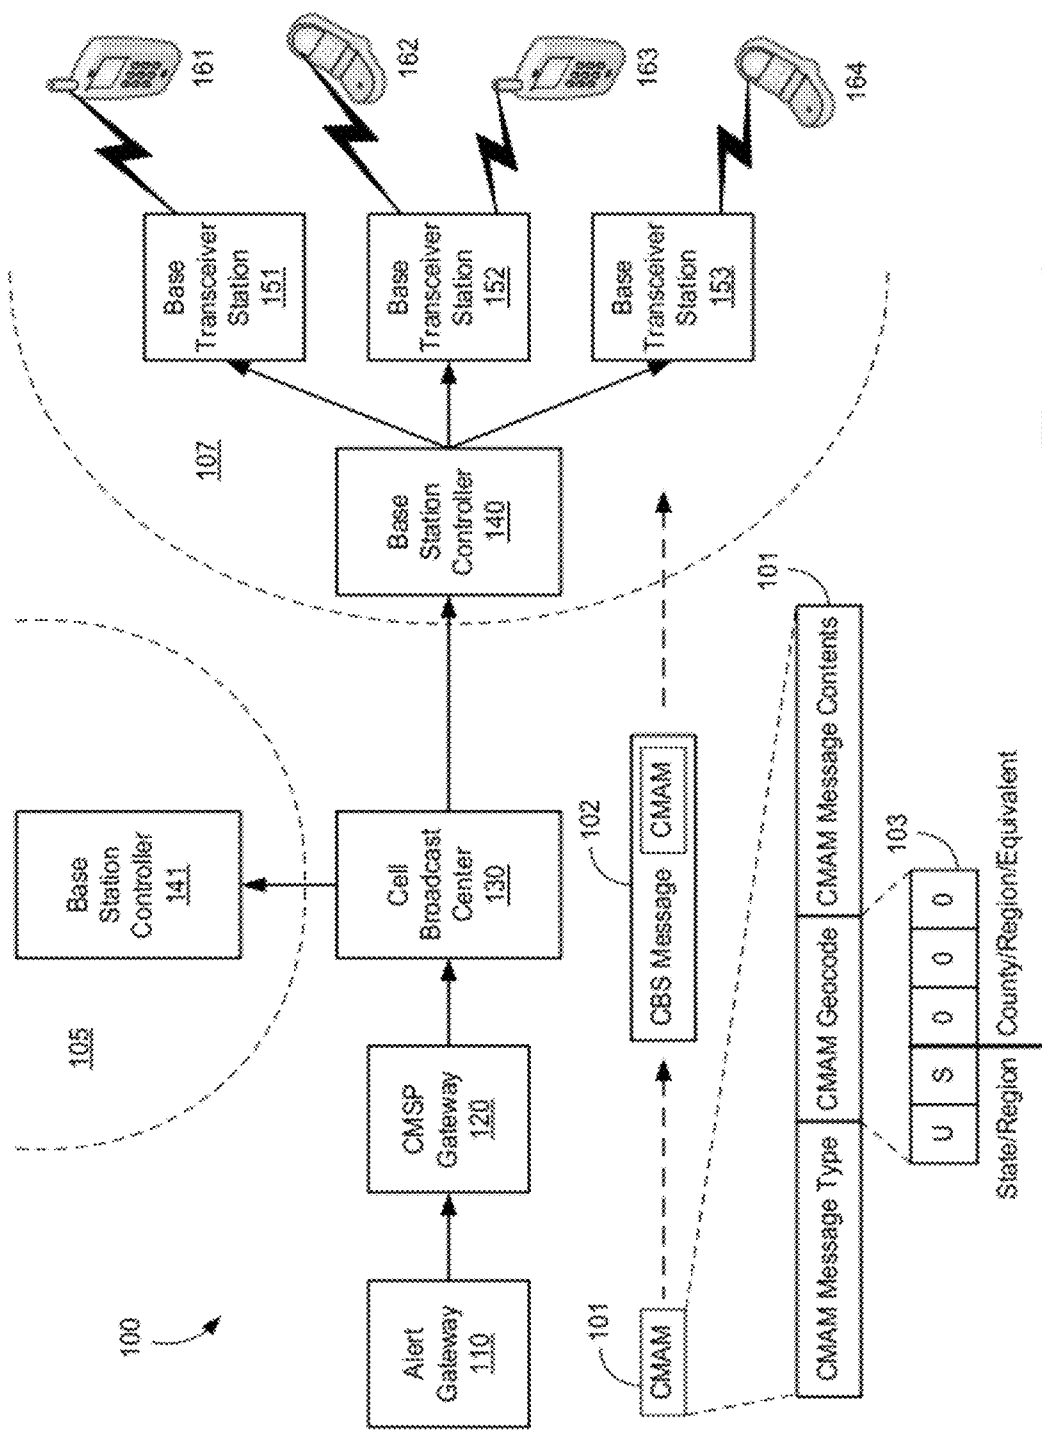 100
105
107
Base
Station
Controller
141
Alert
Gateway
110
CMSP
Gateway
120
Cell
Broadcast
Center
130
Base
Station
Controller
140
Base
Transceiver
Station
151
Base
Transceiver
Station
152
Base
Transceiver
Station
153
161
162
163
164
101
CMAM
102
CBS Message
CMAM
101
CMAM Message Type
CMAM Geocode
CMAM Message Contents
103
U
S
0
0
0
State/Region
County/Region/Equivalent